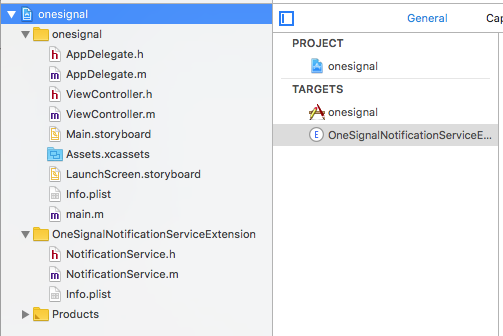 onesignal
onesignal
AppDelegate.h
AppDelegate.m
ViewController.h
ViewController.m
Main.storyboard
Assets.xcassets
LaunchScreen.storyboard
Info.plist
main.m
OneSignalNotificationServiceExtension
NotificationService.h
NotificationService.m
Info.plist
Products
General Cap
PROJECT
onesignal
TARGETS
onesignal
E OneSignalNotificationServiceE...